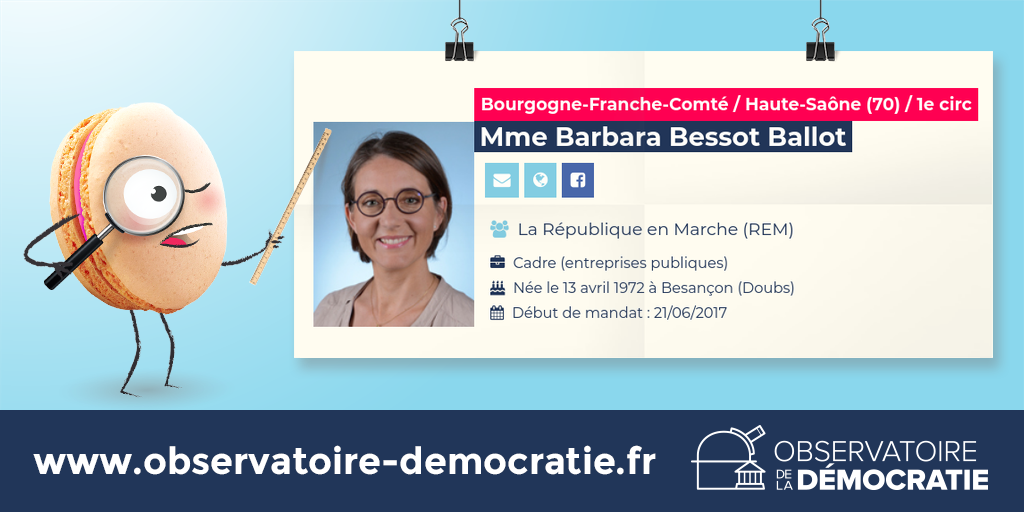 Bourgogne-Franche-Comté / Haute-Saône (70) / 1e circ
Mme Barbara Bessot Ballot
La République en Marche (REM)
Cadre (entreprises publiques)
Née le 13 avril 1972 à Besançon (Doubs)
Début de mandat : 21/06/2017
www.observatoire-democratie.fr
OBSERVATOIRE
DE LA DÉMOCRATIE